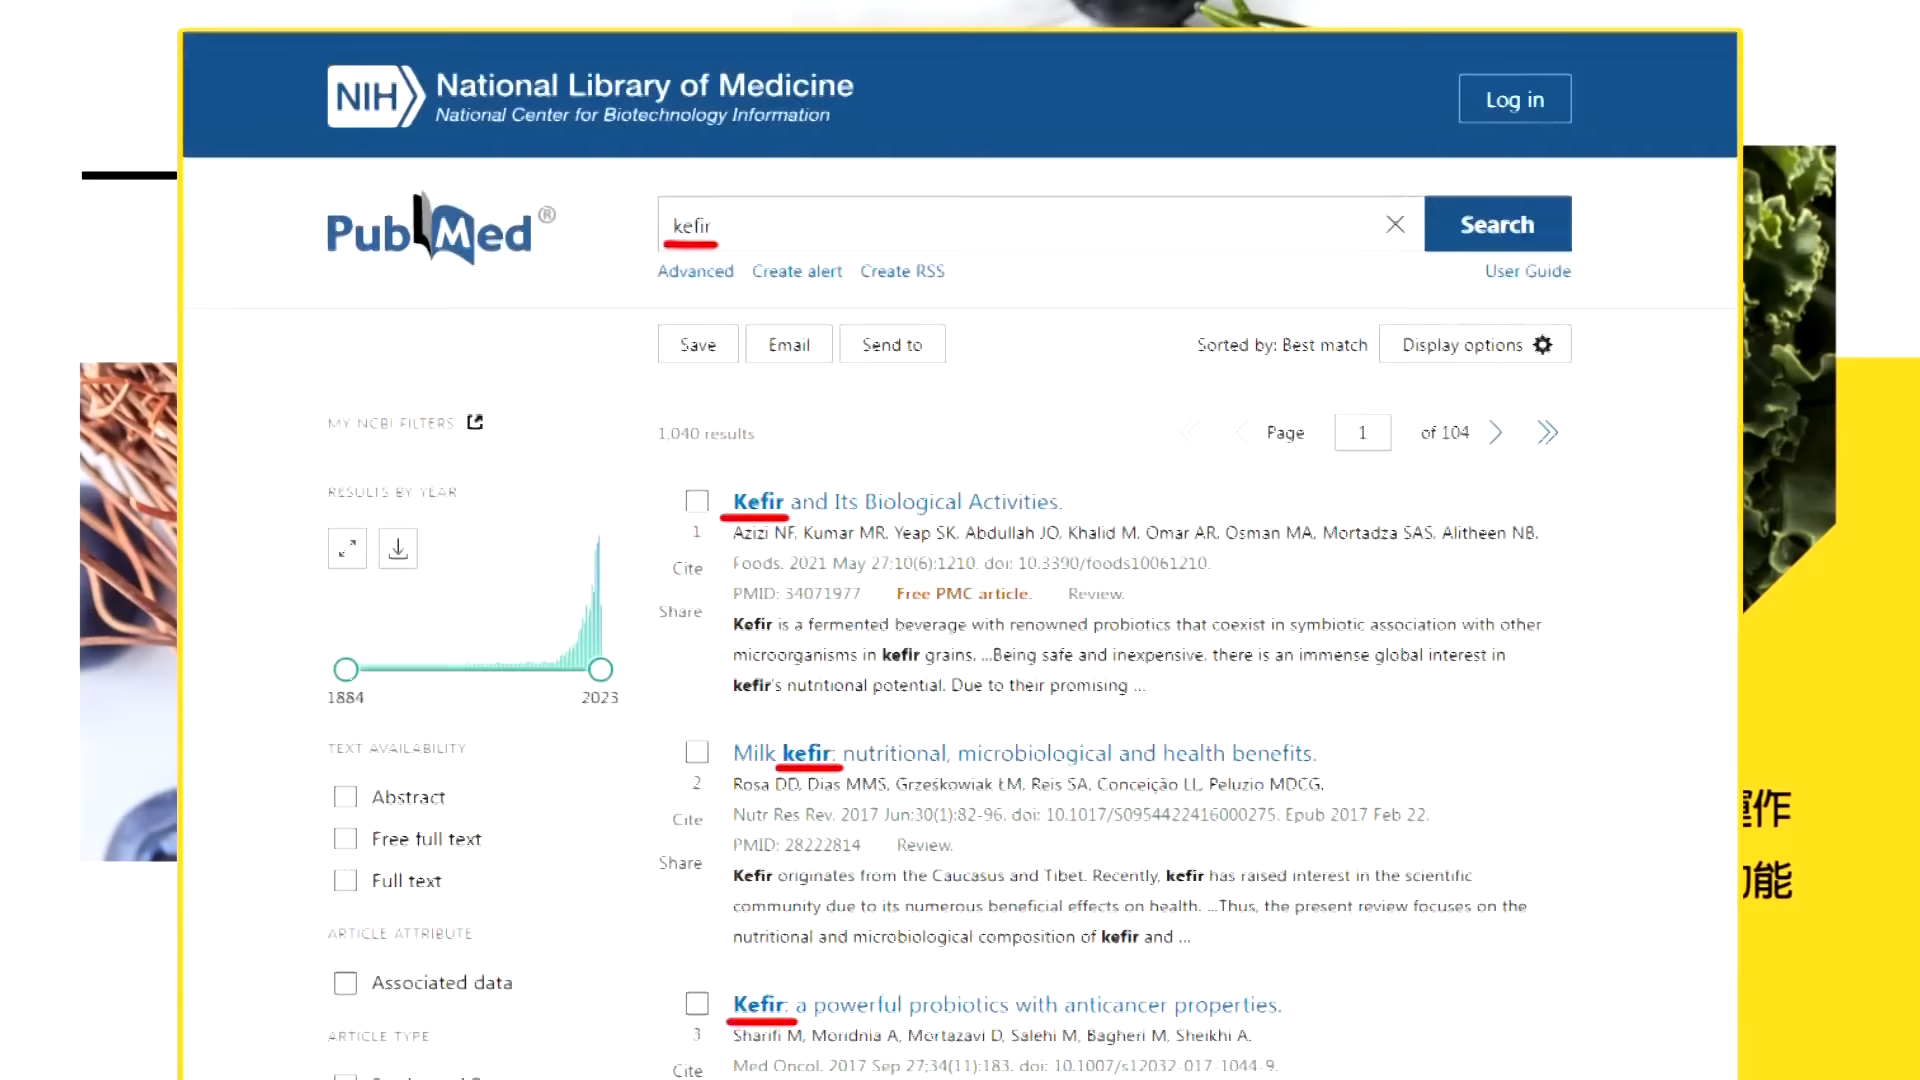 NIH National Library of Medicine
National Center for Biotechnology Information
Log in
PubMed®
kefir
Search
Advanced Create alert Create RSS
User Guide
Save Email Send to
Sorted by: Best match
Display options
MY NCBI FILTERS
1,040 results
Page 1 of 104
RESULTS BY YEAR
1884 2023
TEXT AVAILABILITY
Abstract
Free full text
Full text
ARTICLE ATTRIBUTE
Associated data
ARTICLE TYPE
Kefir and Its Biological Activities.
1
Azizi NF, Kumar MR, Yeap SK, Abdullah JO, Khalid M, Omar AR, Osman MA, Mortadza SAS, Alitheen NB.
Cite
Foods. 2021 May 27;10(6):1210. doi: 10.3390/foods10061210.
PMID: 34071977 Free PMC article. Review.
Share
Kefir is a fermented beverage with renowned probiotics that coexist in symbiotic association with other
microorganisms in kefir grains. ...Being safe and inexpensive, there is an immense global interest in
kefir's nutritional potential. Due to their promising ...
Milk kefir: nutritional, microbiological and health benefits.
2
Rosa DD, Dias MMS, Grześkowiak ŁM, Reis SA, Conceição LL, Peluzio MDCG.
Cite
Nutr Res Rev. 2017 Jun;30(1):82-96. doi: 10.1017/S0954422416000275. Epub 2017 Feb 22.
PMID: 28222814 Review.
Share
Kefir originates from the Caucasus and Tibet. Recently, kefir has raised interest in the scientific
community due to its numerous beneficial effects on health. ...Thus, the present review focuses on the
nutritional and microbiological composition of kefir and ...
Kefir: a powerful probiotics with anticancer properties.
3
Sharifi M, Moridnia A, Mortazavi D, Salehi M, Bagheri M, Sheikhi A.
Cite
Med Oncol. 2017 Sep 27;34(11):183. doi: 10.1007/s12032-017-1044-9.
作
能